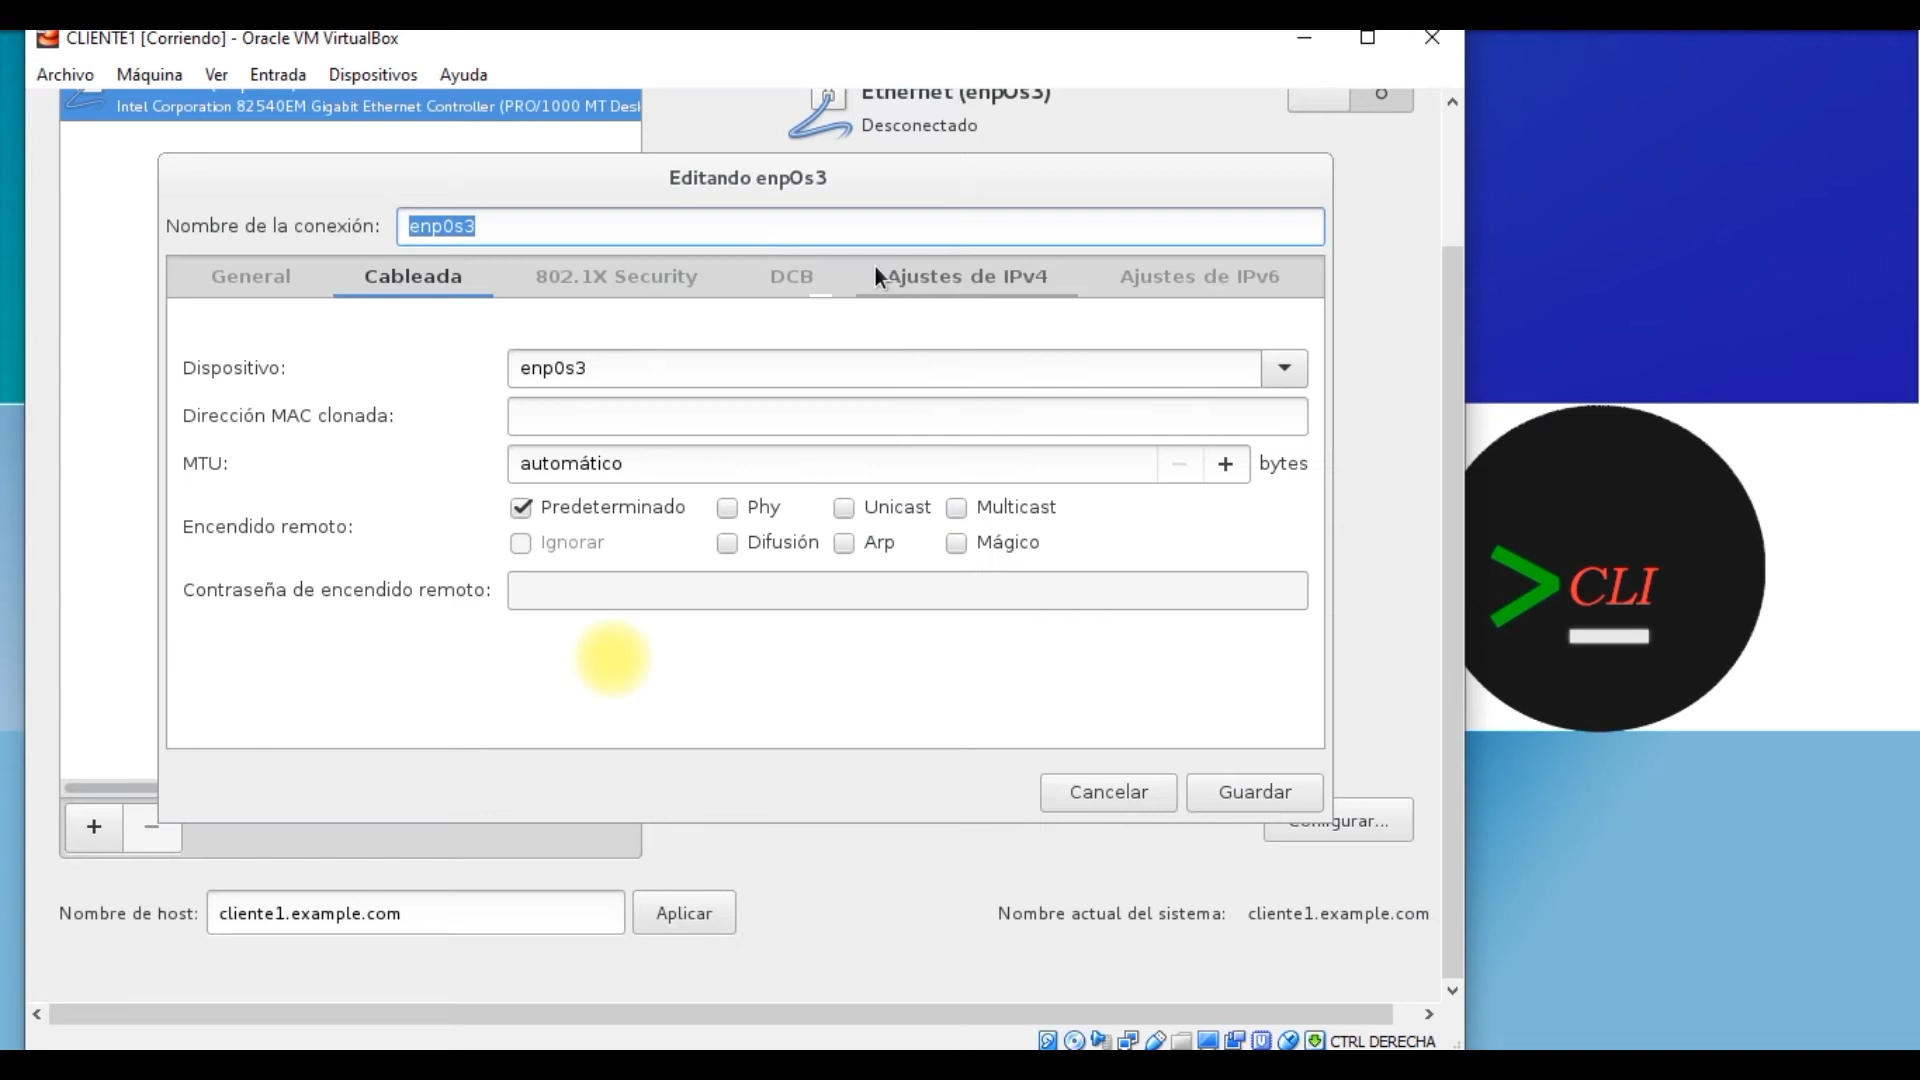 CLIENTE1 [Corriendo] - Oracle VM VirtualBox
Archivo Máquina Ver Entrada Dispositivos Ayuda
Intel Corporation 82540EM Gigabit Ethernet Controller (PRO/1000 MT Desk
Ethernet (enp0s3)
Desconectado
Editando enp0s3
Nombre de la conexión: enp0s3
General Cableada 802.1X Security DCB Ajustes de IPv4 Ajustes de IPv6
Dispositivo: enp0s3
Dirección MAC clonada:
MTU: automático bytes
Encendido remoto:
Predeterminado Phy Unicast Multicast
Ignorar Difusión Arp Mágico
Contraseña de encendido remoto:
Cancelar Guardar
Configurar...
Nombre de host: cliente1.example.com Aplicar Nombre actual del sistema: cliente1.example.com
CTRL DERECHA
>CLI